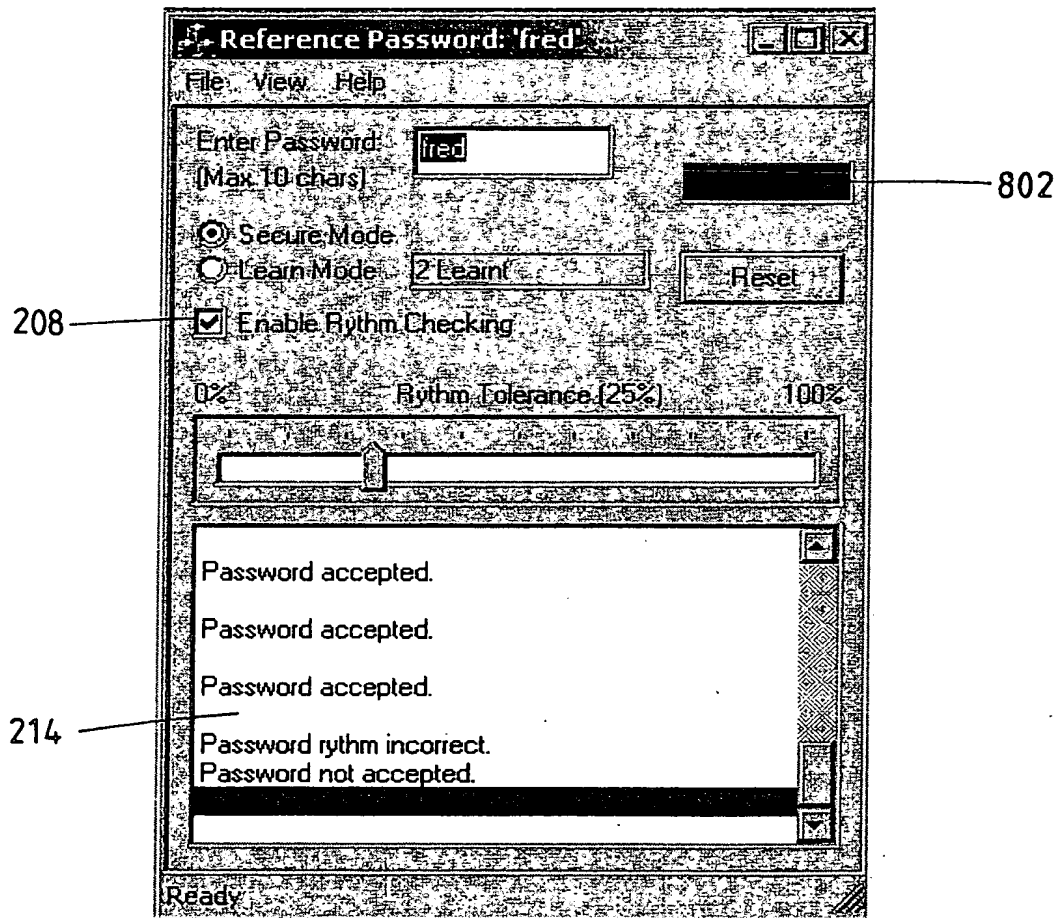 Reference Password: 'fred'
File View Help
Enter Password:
(Max 10 chars)
fred
802
Secure Mode
Learn Mode
2 Learnt
Reset
208
Enable Rythm Checking
0% Rythm Tolerance (25%) 100%
Password accepted.
Password accepted.
Password accepted.
214
Password rythm incorrect.
Password not accepted.
Ready